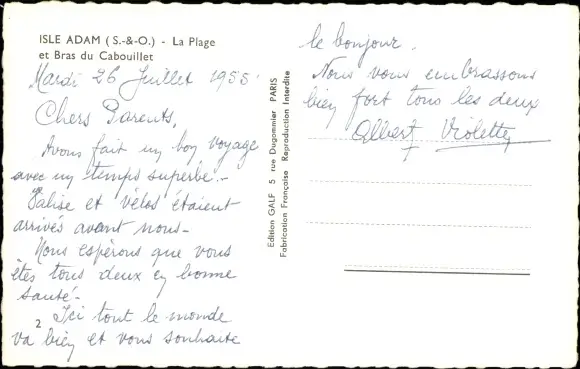 ISLE ADAM (S.-&-O.) - La Plage
et Bras du Cabouillet
Mardi 26 Juillet 1955.
Chers Parents,
Avons fait un bon voyage
avec un temps superbe.-
Valise et vélos étaient
arrivés avant nous-
Nous espérons que vous
êtes tous deux en bonne
santé-
2
Ici tout le monde
va bien et vous souhaite
Edition GALF 5 rue Dugommier PARIS
Fabrication Française Reproduction Interdite
le bonjour.
Nous vous embrassons
bien fort tous les deux
Albert Violette